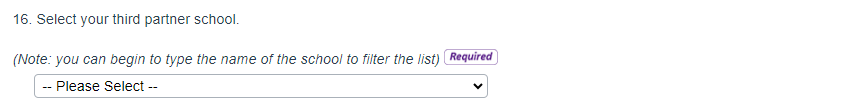 16. Select your third partner school.
(Note: you can begin to type the name of the school to filter the list) Required
-- Please Select --